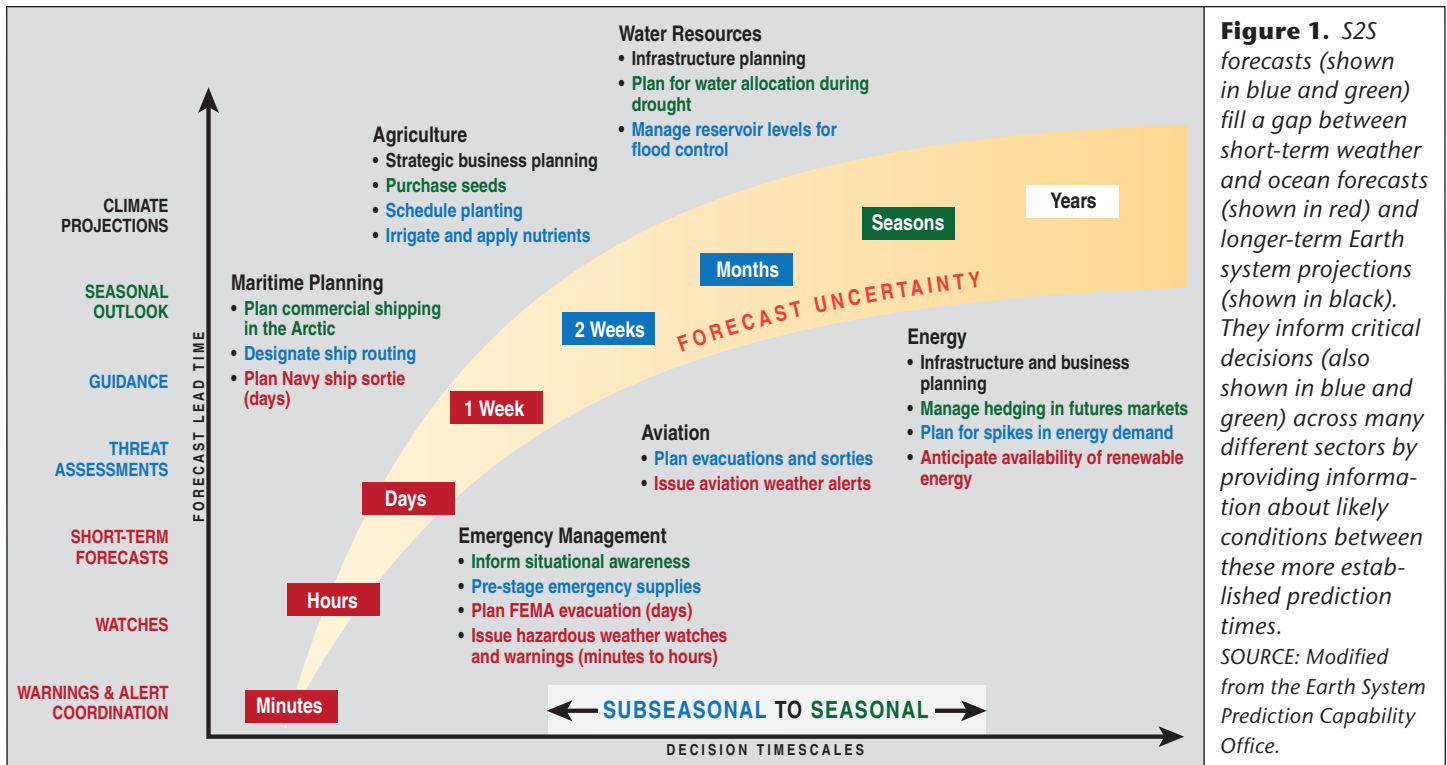 Water Resources
• Infrastructure planning
• Plan for water allocation during
drought
• Manage reservoir levels for
flood control
Agriculture
• Strategic business planning
• Purchase seeds
• Schedule planting
• Irrigate and apply nutrients
Maritime Planning
• Plan commercial shipping
in the Arctic
• Designate ship routing
• Plan Navy ship sortie
(days)
CLIMATE
PROJECTIONS
SEASONAL
OUTLOOK
GUIDANCE
THREAT
ASSESSMENTS
SHORT-TERM
FORECASTS
WATCHES
WARNINGS & ALERT
COORDINATION
FORECAST LEAD TIME
Years
Seasons
Months
2 Weeks
1 Week
Days
Hours
Minutes
FORECAST UNCERTAINTY
Energy
• Infrastructure and business
planning
• Manage hedging in futures markets
• Plan for spikes in energy demand
• Anticipate availability of renewable
energy
Aviation
• Plan evacuations and sorties
• Issue aviation weather alerts
Emergency Management
• Inform situational awareness
• Pre-stage emergency supplies
• Plan FEMA evacuation (days)
• Issue hazardous weather watches
and warnings (minutes to hours)
SUBSEASONAL TO SEASONAL
DECISION TIMESCALES
Figure 1. S2S
forecasts (shown
in blue and green)
fill a gap between
short-term weather
and ocean forecasts
(shown in red) and
longer-term Earth
system projections
(shown in black).
They inform critical
decisions (also
shown in blue and
green) across many
different sectors by
providing informa-
tion about likely
conditions between
these more estab-
lished prediction
times.
SOURCE: Modified
from the Earth System
Prediction Capability
Office.